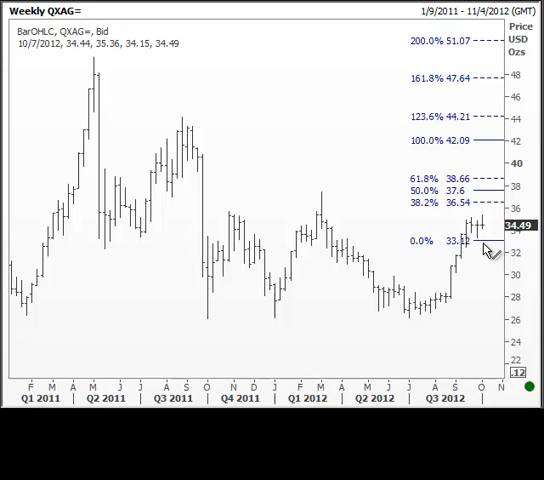 Weekly QXAG= 1/9/2011 - 11/4/2012 (GMT)
BarOHLC, QXAG=, Bid
10/7/2012, 34.44, 35.36, 34.15, 34.49
Price
USD
Ozs
200.0% 51.07
48
161.8% 47.64
46
123.6% 44.21
44
42
100.0% 42.09
40
61.8% 38.66
38
50.0% 37.6
38.2% 36.54
36
34.49
0.0% 33.12
32
30
28
26
24
22
.12
F M A M J J A S O N D J F M A M J J A S O N
Q1 2011 Q2 2011 Q3 2011 Q4 2011 Q1 2012 Q2 2012 Q3 2012